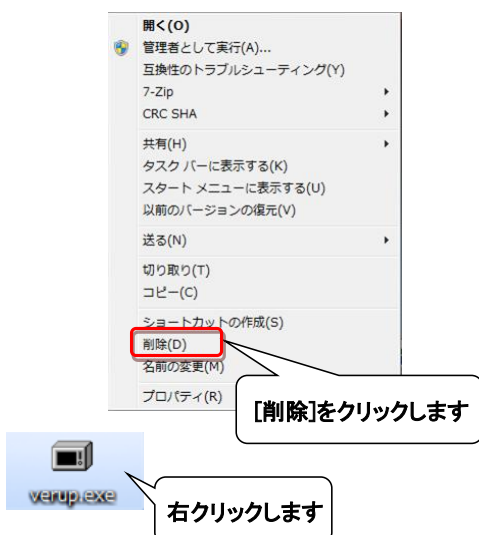 開く(O)
管理者として実行(A)...
互換性のトラブルシューティング(Y)
7-Zip
CRC SHA
共有(H)
タスク バーに表示する(K)
スタート メニューに表示する(U)
以前のバージョンの復元(V)
送る(N)
切り取り(T)
コピー(C)
ショートカットの作成(S)
削除(D)
名前の変更(M)
プロパティ(R)
[削除]をクリックします
verup.exe
右クリックします